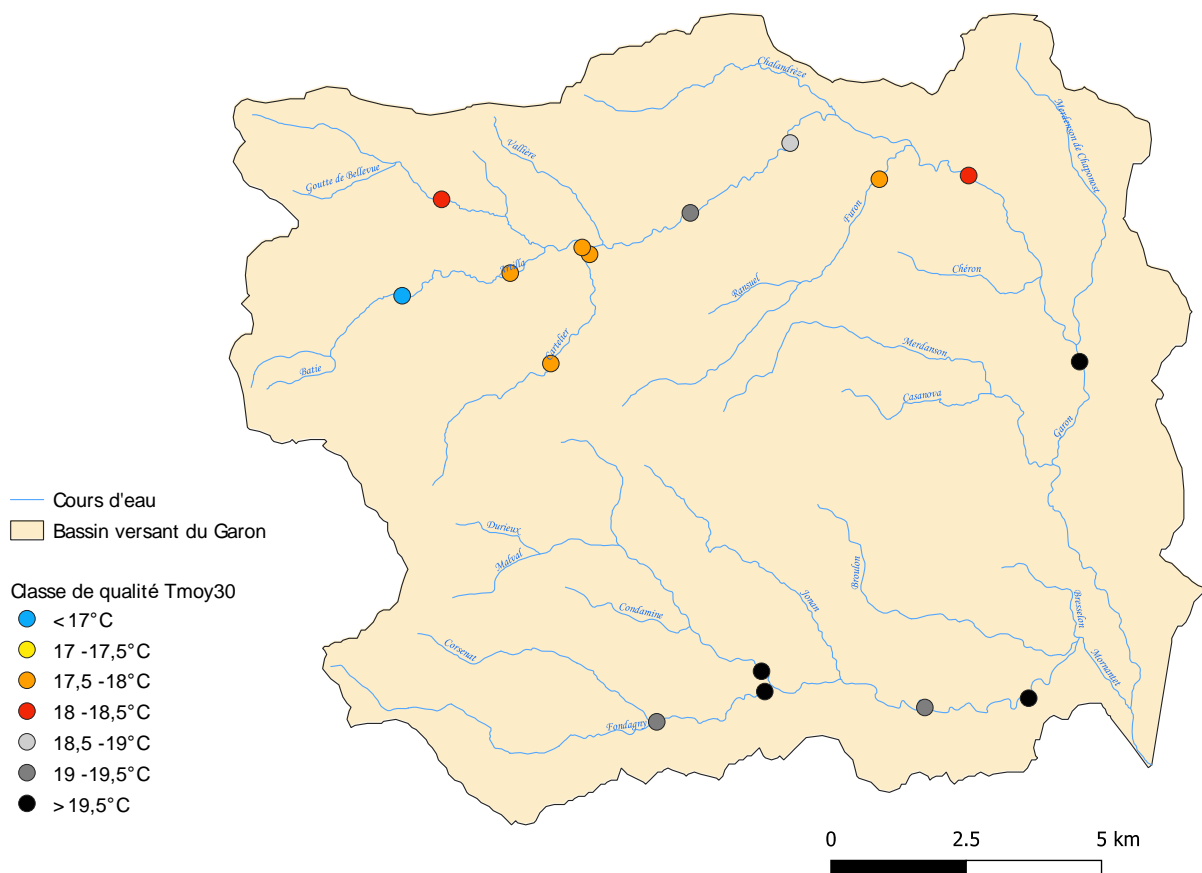 Chalandrèze
Merdanson de Chaponost
Vallière
Goutte de Bellevue
Furon
Artilla
Chéron
Ransuel
Cartelier
Merdanson
Batie
Casanova
Garon
Cours d'eau
Bassin versant du Garon
Durieux
Malval
Broulon
Jonan
Condamine
Bresselon
Corsenat
Mornantet
Fondagny
Classe de qualité Tmoy30
<17°C
17 -17,5°C
17,5 -18°C
18 -18,5°C
18,5 -19°C
19 -19,5°C
>19,5°C
0 2.5 5 km